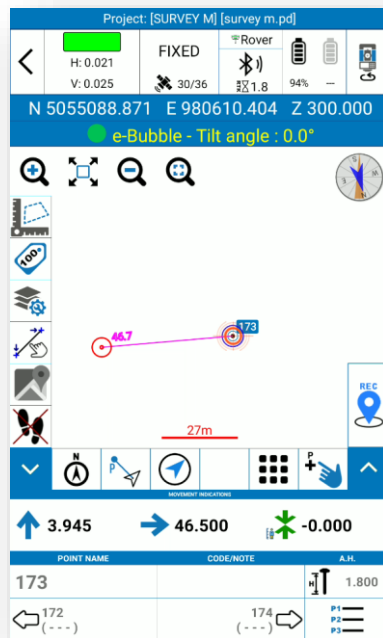 Project: [SURVEY M] [survey m.pd]
H: 0.021
V: 0.025
FIXED
30/36
Rover
1.8
94%
--
N 5055088.871 E 980610.404 Z 300.000
e-Bubble - Tilt angle : 0.0°
S
100°
173
46.7
REC
27m
N
P
P
MOVEMENT INDICATIONS
3.945
46.500
-0.000
POINT NAME
CODE/NOTE
A.H.
173
H
1.800
172
(---)
174
(---)
P1
P2
P3